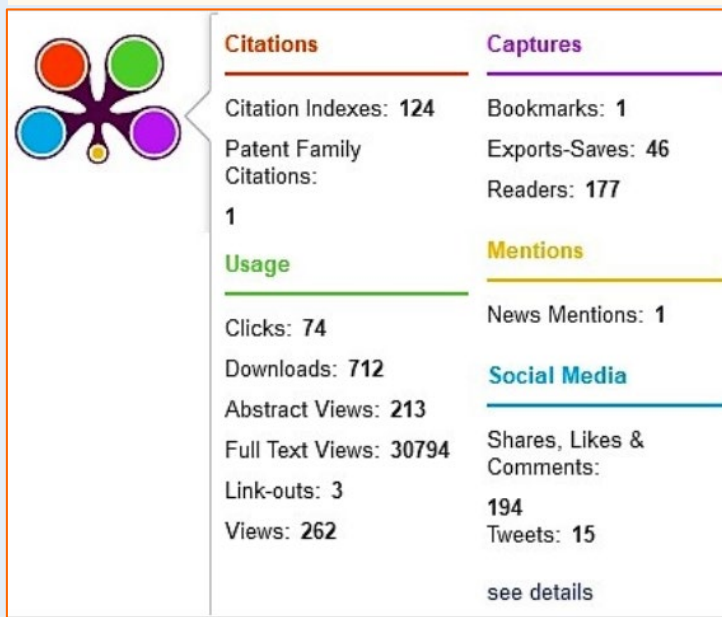 Citations
Citation Indexes: 124
Patent Family
Citations:
1
Usage
Clicks: 74
Downloads: 712
Abstract Views: 213
Full Text Views: 30794
Link-outs: 3
Views: 262
Captures
Bookmarks: 1
Exports-Saves: 46
Readers: 177
Mentions
News Mentions: 1
Social Media
Shares, Likes &
Comments:
194
Tweets: 15
see details